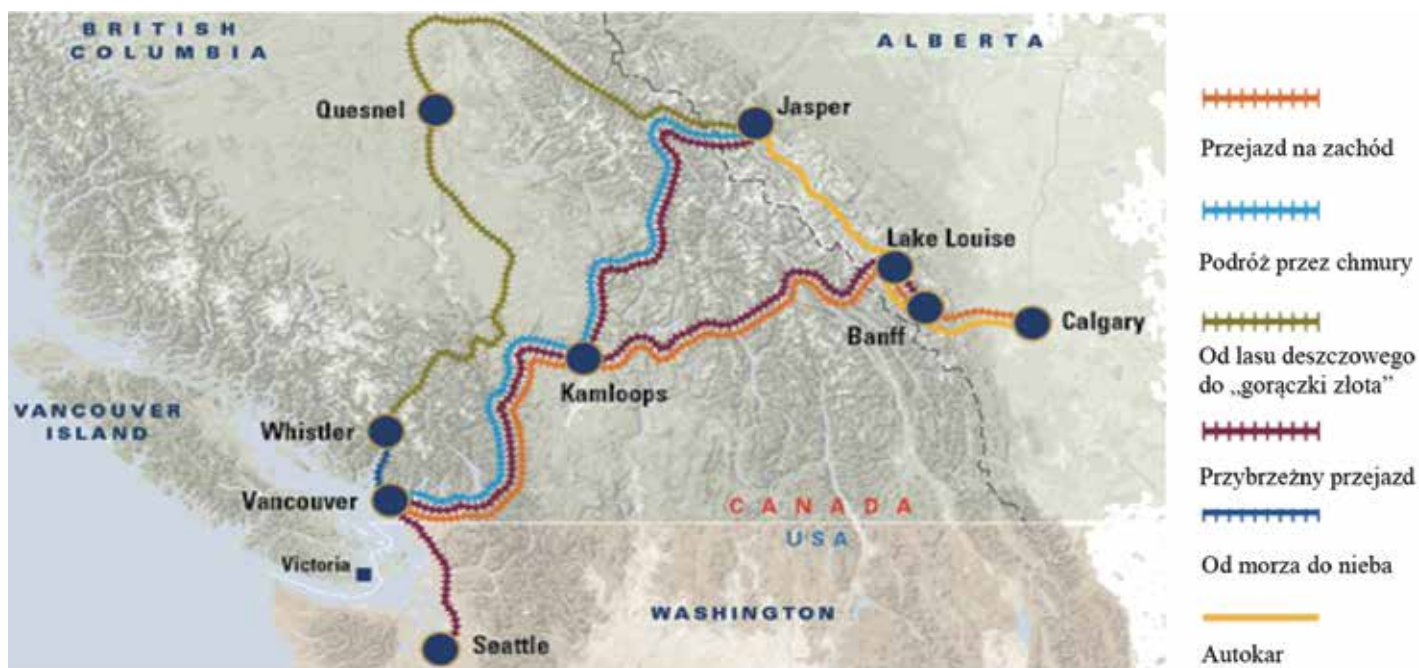 BRITISH
COLUMBIA
ALBERTA
Quesnel
Jasper
Lake Louise
Banff
Calgary
Kamloops
VANCOUVER
ISLAND
Whistler
Vancouver
CANADA
USA
Victoria
WASHINGTON
Seattle
Przejazd na zachód
Podróż przez chmury
Od lasu deszczowego
do „gorączki złota”
Przybrzeżny przejazd
Od morza do nieba
Autokar